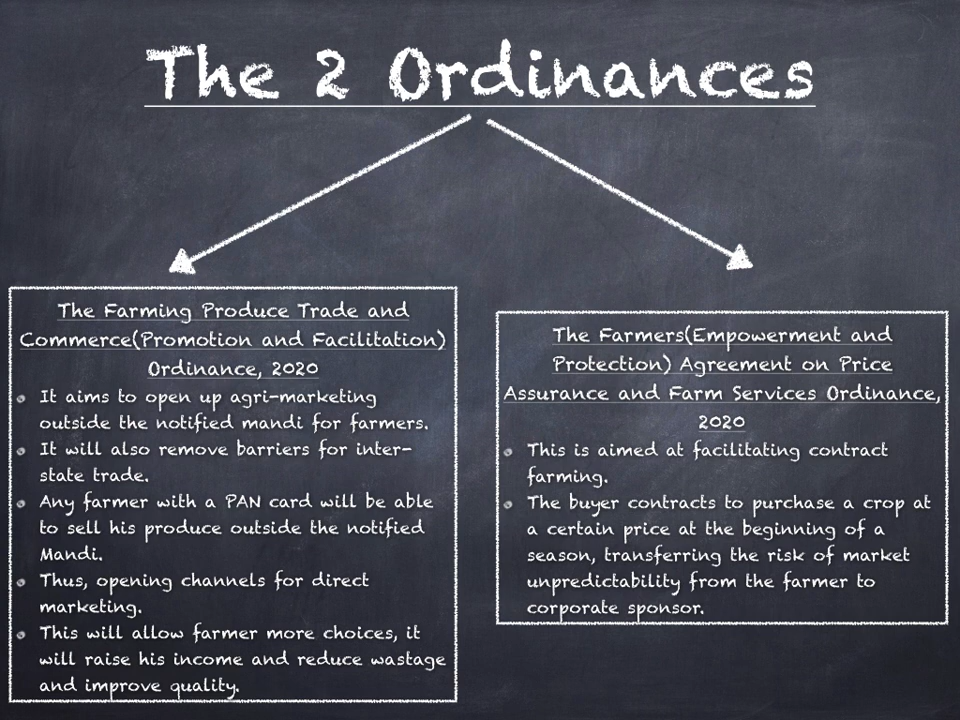 The 2 Ordinances
The Farming Produce Trade and
Commerce(Promotion and Facilitation)
Ordinance, 2020
It aims to open up agri-marketing
outside the notified mandi for farmers.
It will also remove barriers for inter-
state trade.
Any farmer with a PAN card will be able
to sell his produce outside the notified
Mandi.
Thus, opening channels for direct
marketing.
This will allow farmer more choices, it
will raise his income and reduce wastage
and improve quality.
The Farmers(Empowerment and
Protection) Agreement on Price
Assurance and Farm Services Ordinance,
2020
This is aimed at facilitating contract
farming.
The buyer contracts to purchase a crop at
a certain price at the beginning of a
season, transferring the risk of market
unpredictability from the farmer to
corporate sponsor.